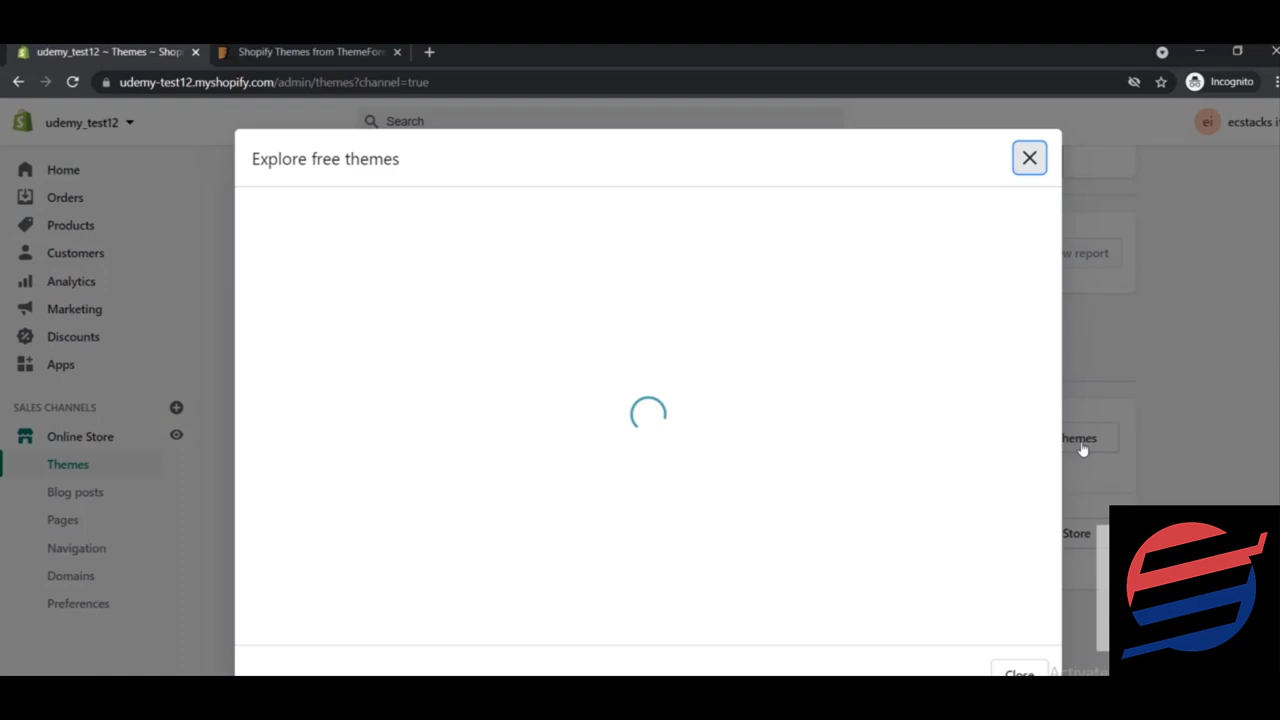 udemy_test12 ~ Themes ~ Shop
Shopify Themes from ThemeFor
udemy-test12.myshopify.com/admin/themes?channel=true
Incognito
udemy_test12
Search
ei
ecstacks i
Explore free themes
Home
Orders
Products
Customers
Analytics
Marketing
Discounts
Apps
w report
SALES CHANNELS
Online Store
Themes
hemes
Blog posts
Pages
Store
Navigation
Domains
Preferences
Close
Activate